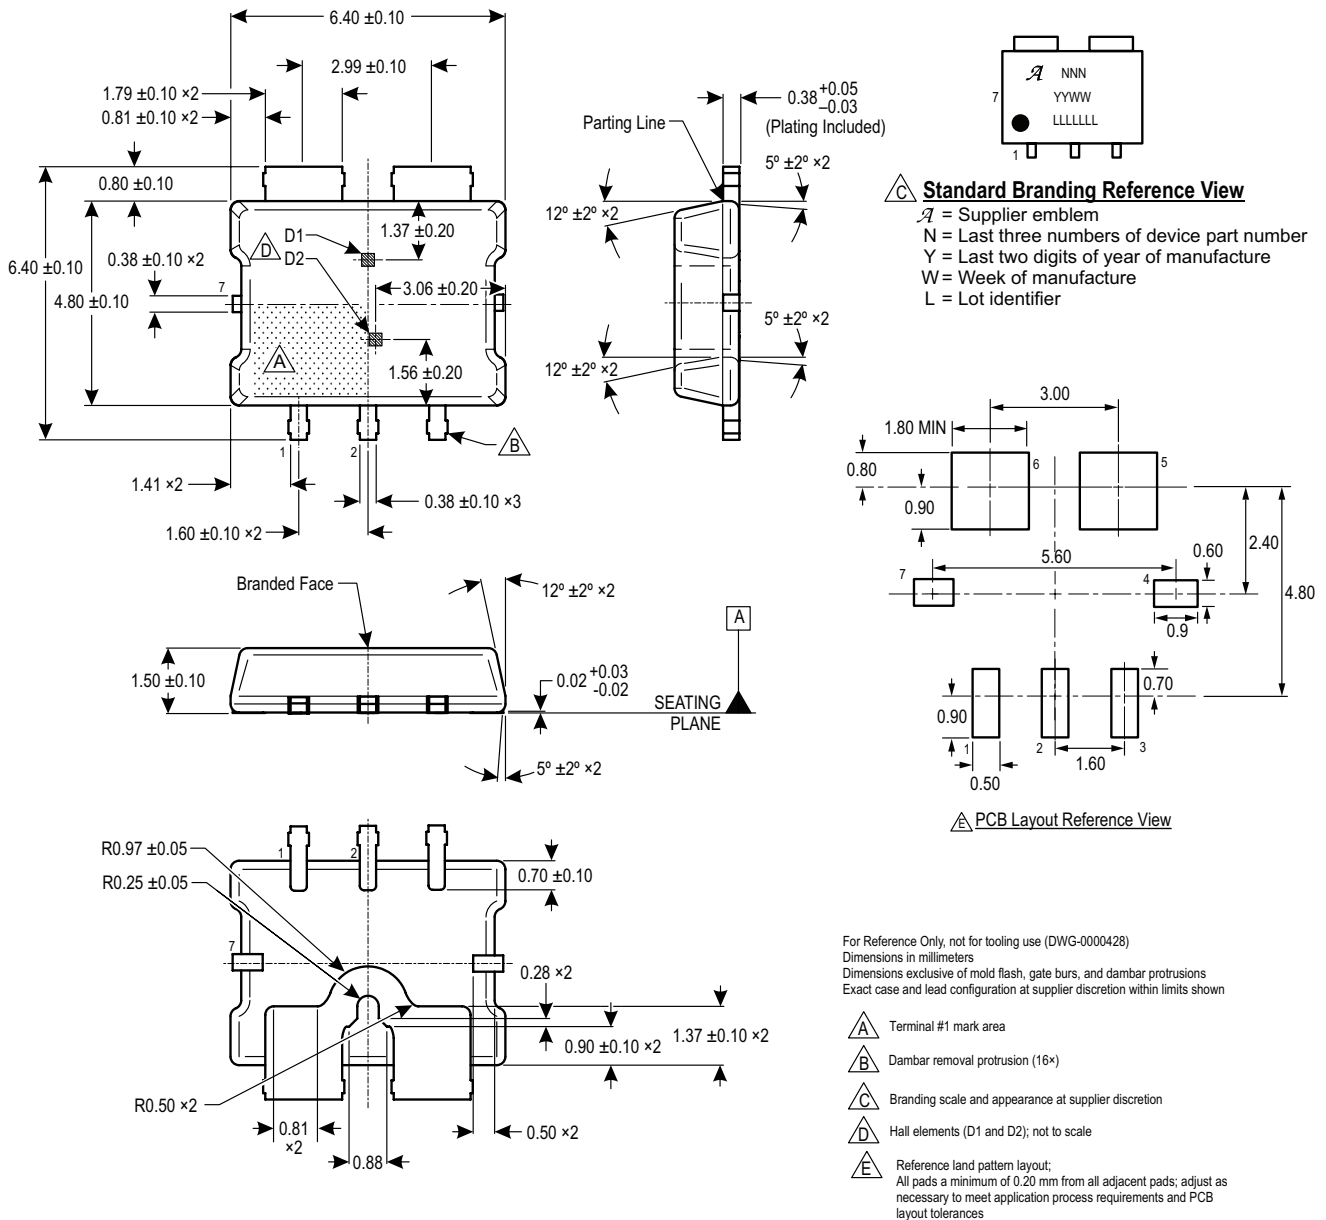 6.40 ±0.10
2.99 ±0.10
1.79 ±0.10 ×2
0.81 ±0.10 ×2
0.80 ±0.10
1.37 ±0.20
D
D1
D2
0.38 ±0.10 ×2
6.40 ±0.10
4.80 ±0.10
7
3.06 ±0.20
A
1.56 ±0.20
B
1
2
1.41 ×2
0.38 ±0.10 ×3
1.60 ±0.10 ×2
Parting Line
0.38 +0.05
–0.03
(Plating Included)
5º ±2º ×2
12º ±2º ×2
5º ±2º ×2
12º ±2º ×2
𝒜 NNN
7
YYWW
LLLLLLL
1
C Standard Branding Reference View
𝒜 = Supplier emblem
N = Last three numbers of device part number
Y = Last two digits of year of manufacture
W = Week of manufacture
L = Lot identifier
3.00
1.80 MIN
0.80
6
5
0.90
2.40
5.60
0.60
7
4
4.80
0.9
0.70
0.90
1
2
3
1.60
0.50
E PCB Layout Reference View
Branded Face
12º ±2º ×2
A
1.50 ±0.10
0.02 +0.03
-0.02
SEATING
PLANE
5º ±2º ×2
R0.97 ±0.05
1
2
R0.25 ±0.05
0.70 ±0.10
7
0.28 ×2
1.37 ±0.10 ×2
0.90 ±0.10 ×2
R0.50 ×2
0.81
×2
0.50 ×2
0.88
For Reference Only, not for tooling use (DWG-0000428)
Dimensions in millimeters
Dimensions exclusive of mold flash, gate burs, and dambar protrusions
Exact case and lead configuration at supplier discretion within limits shown
A Terminal #1 mark area
B Dambar removal protrusion (16×)
C Branding scale and appearance at supplier discretion
D Hall elements (D1 and D2); not to scale
E Reference land pattern layout;
All pads a minimum of 0.20 mm from all adjacent pads; adjust as
necessary to meet application process requirements and PCB
layout tolerances